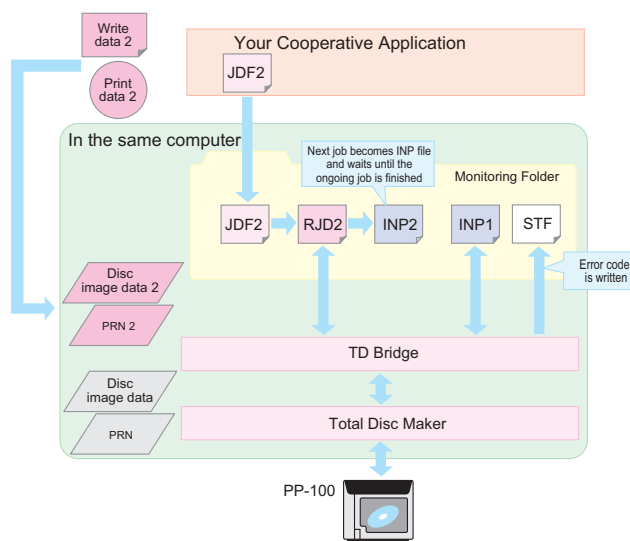 Write
data 2
Print
data 2
Your Cooperative Application
JDF2
In the same computer
Next job becomes INP file
and waits until the
ongoing job is finished
Monitoring Folder
JDF2
RJD2
INP2
INP1
STF
Error code
is written
Disc
image data 2
PRN 2
TD Bridge
Disc
image data
PRN
Total Disc Maker
PP-100